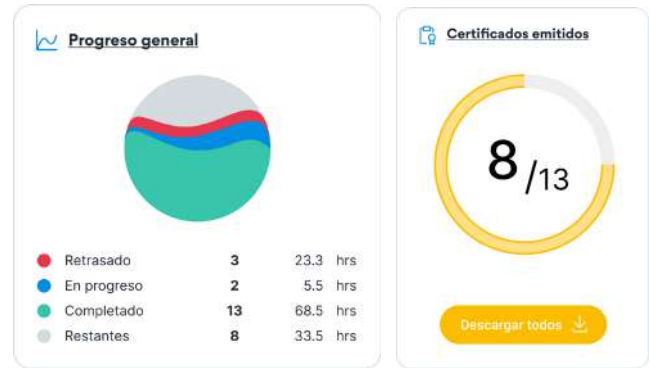 Progreso general
Retrasado 3 23.3 hrs
En progreso 2 5.5 hrs
Completado 13 68.5 hrs
Restantes 8 33.5 hrs
Certificados emitidos
8/13
Descargar todos